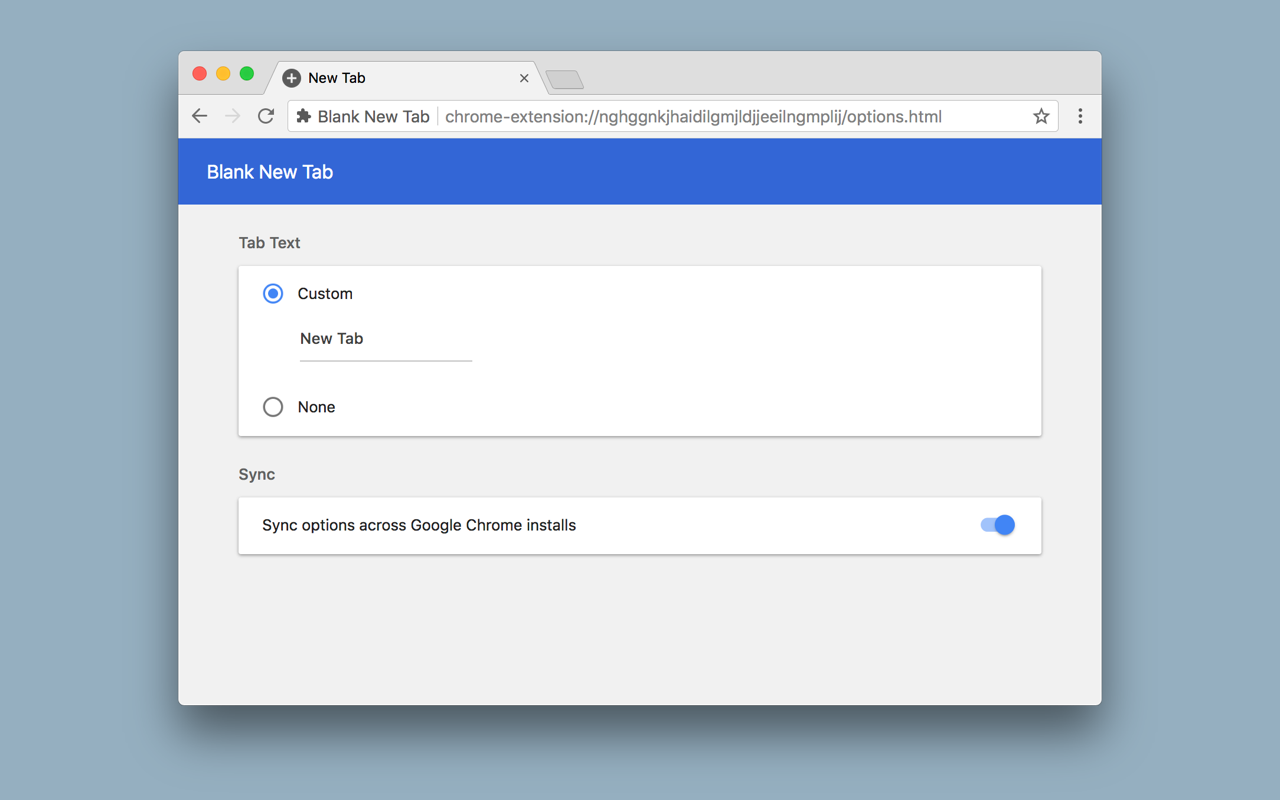 New Tab
Blank New Tab chrome-extension://nghggnkjhaidilgmjldjjeeilngmplij/options.html
Blank New Tab
Tab Text
Custom
New Tab
None
Sync
Sync options across Google Chrome installs